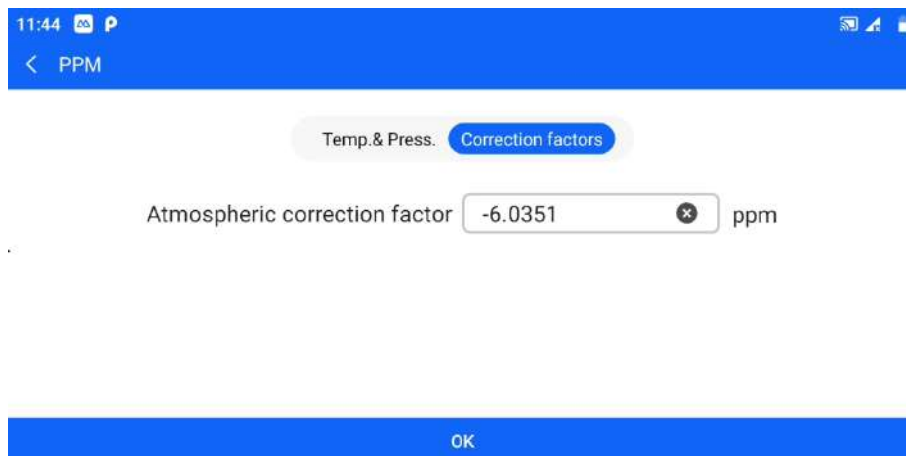 11:44 P
PPM
Temp.& Press. Correction factors
Atmospheric correction factor -6.0351 ppm
OK